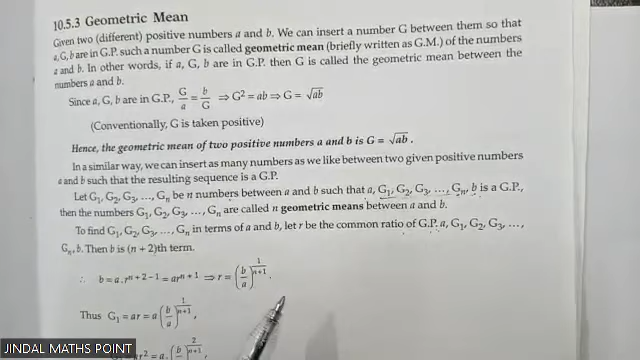 10.5.3 Geometric Mean
Given two (different) positive numbers a and b. We can insert a number G between them so that
a, G, b are in G.P. such a number G is called geometric mean (briefly written as G.M.) of the numbers
a and b. In other words, if a, G, b are in G.P. then G is called the geometric mean between the
numbers a and b.
Since a, G, b are in G.P., G/a = b/G ⇒ G² = ab ⇒ G = √ab
(Conventionally, G is taken positive)
Hence, the geometric mean of two positive numbers a and b is G = √ab .
In a similar way, we can insert as many numbers as we like between two given positive numbers
a and b such that the resulting sequence is a G.P.
Let G₁, G₂, G₃, ..., Gₙ be n numbers between a and b such that a, G₁, G₂, G₃, ..., Gₙ, b is a G.P.,
then the numbers G₁, G₂, G₃, ..., Gₙ are called n geometric means between a and b.
To find G₁, G₂, G₃, ..., Gₙ in terms of a and b, let r be the common ratio of G.P. a, G₁, G₂, G₃, ...,
Gₙ, b. Then b is (n + 2)th term.
∴ b = a . rⁿ⁺²⁻¹ = arⁿ⁺¹ ⇒ r = (b/a)^(1/(n+1)).
Thus G₁ = ar = a (b/a)^(1/(n+1)),
ar² = a. (b/a)^(2/(n+1))
JINDAL MATHS POINT